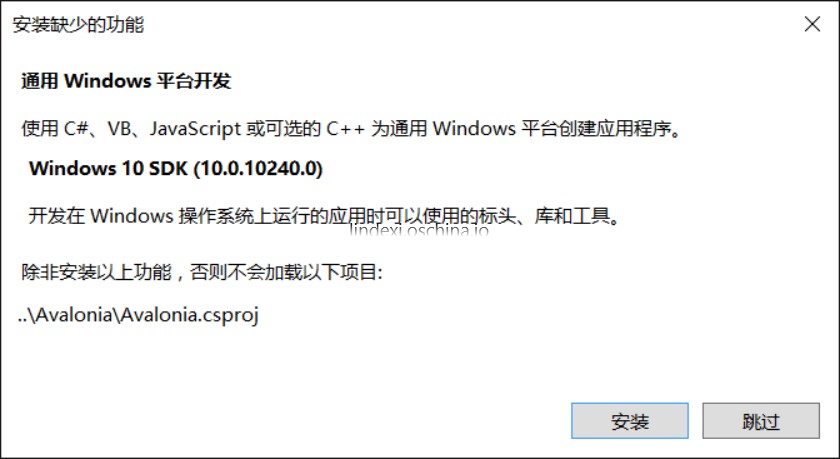 安装缺少的功能
通用 Windows 平台开发
使用 C#、VB、JavaScript 或可选的 C++ 为通用 Windows 平台创建应用程序。
Windows 10 SDK (10.0.10240.0)
开发在 Windows 操作系统上运行的应用时可以使用的标头、库和工具。
lindexi.oschina.io
除非安装以上功能，否则不会加载以下项目:
..\Avalonia\Avalonia.csproj
安装
跳过